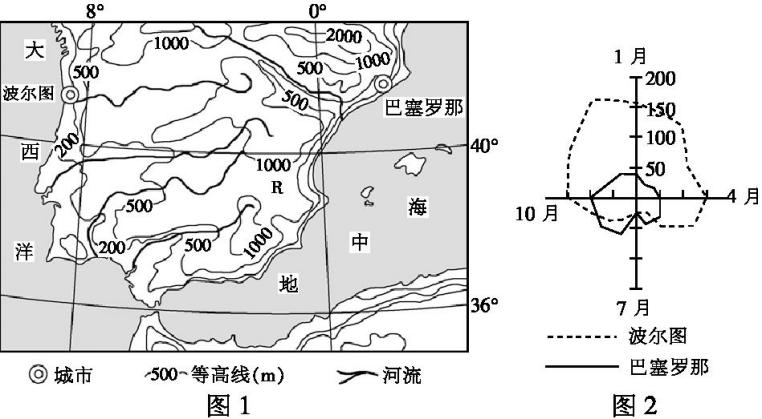 8° 0°
大
西
洋
波尔图
巴塞罗那
1000
2000
500
500
1000
500
200
40°
1000
R
500
海
200
500
1000
中
地
36°
城市
-500- 等高线(m)
河流
图1
1月
200
150
100
50
10月
4月
7月
波尔图
巴塞罗那
图2